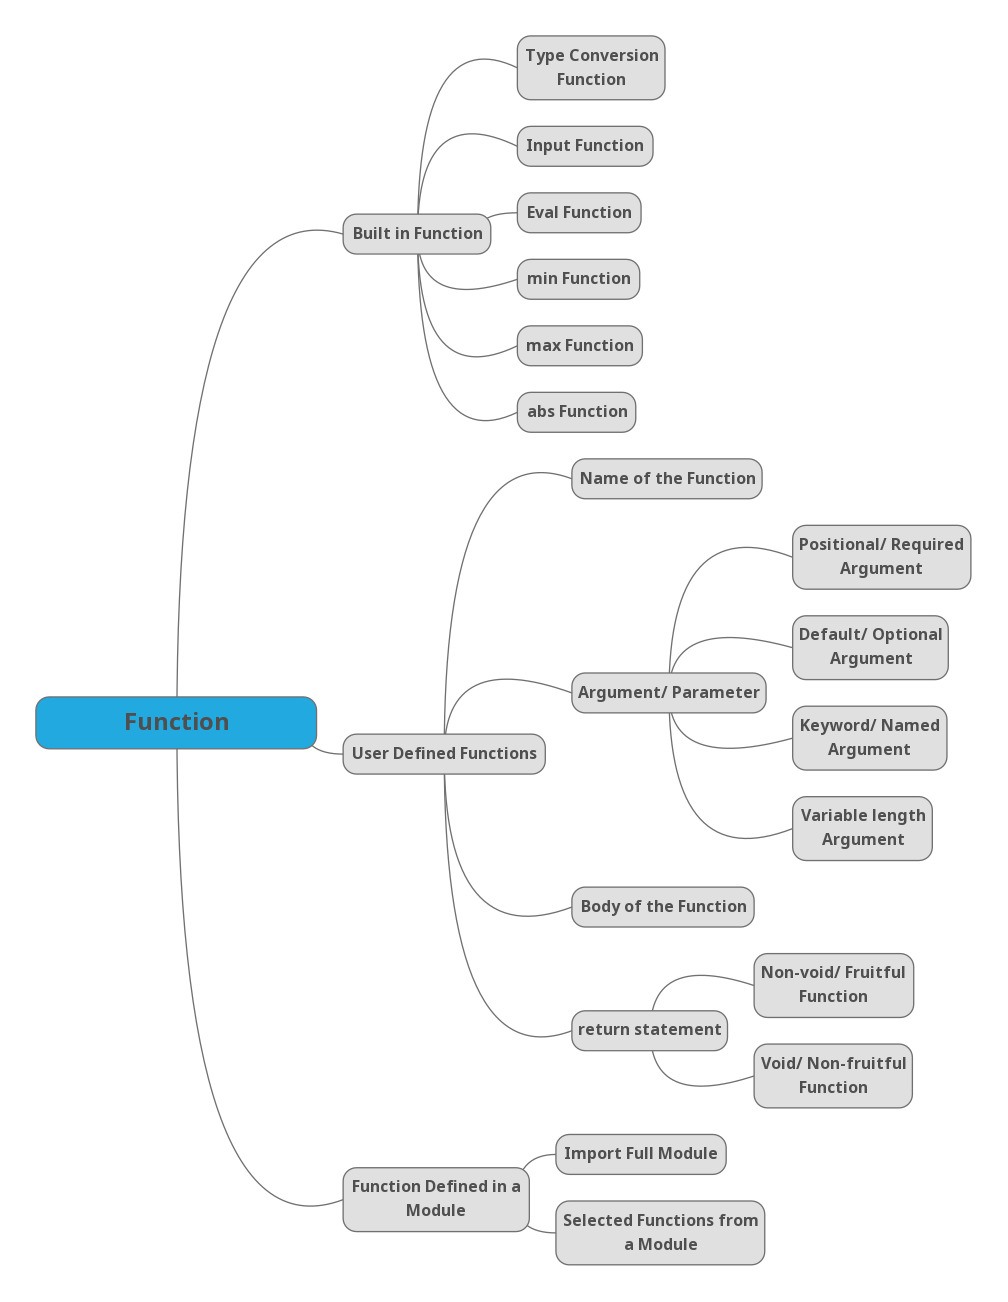 Type Conversion
Function
Input Function
Eval Function
Built in Function
min Function
max Function
abs Function
Name of the Function
Positional/ Required
Argument
Default/ Optional
Argument
Argument/ Parameter
Keyword/ Named
Argument
Variable length
Argument
Function
User Defined Functions
Body of the Function
Non-void/ Fruitful
Function
return statement
Void/ Non-fruitful
Function
Import Full Module
Function Defined in a
Module
Selected Functions from
a Module